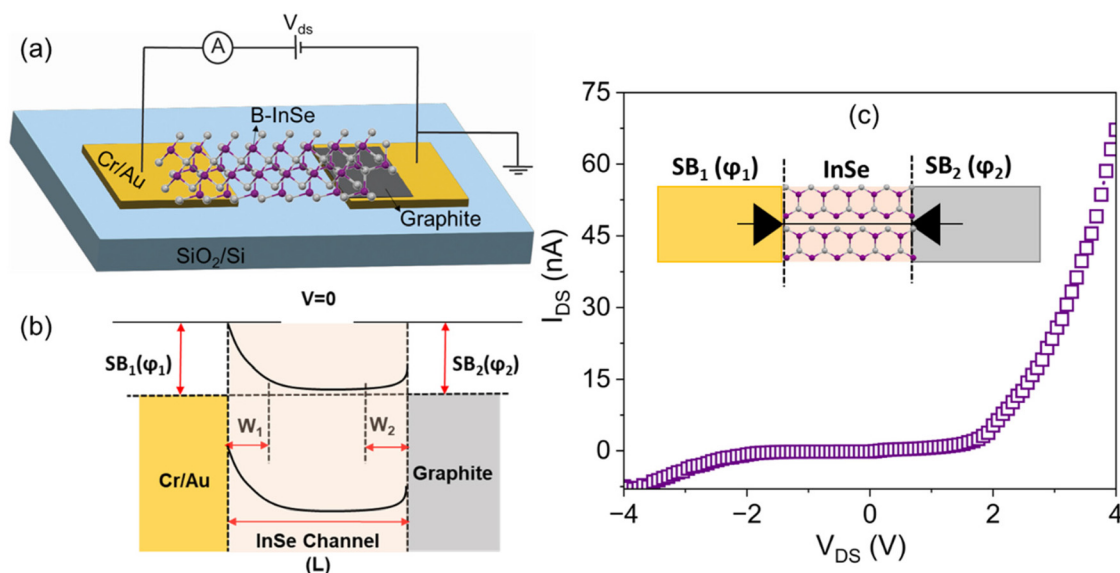 (a)
V_ds
A
B-InSe
Cr/Au
Graphite
SiO₂/Si
(b)
V=0
SB₁(φ₁)
SB₂(φ₂)
W₁
W₂
Cr/Au
Graphite
InSe Channel
(L)
(c)
SB₁ (φ₁)
InSe
SB₂ (φ₂)
75
60
45
30
15
0
I_DS (nA)
−4
−2
0
2
4
V_DS (V)